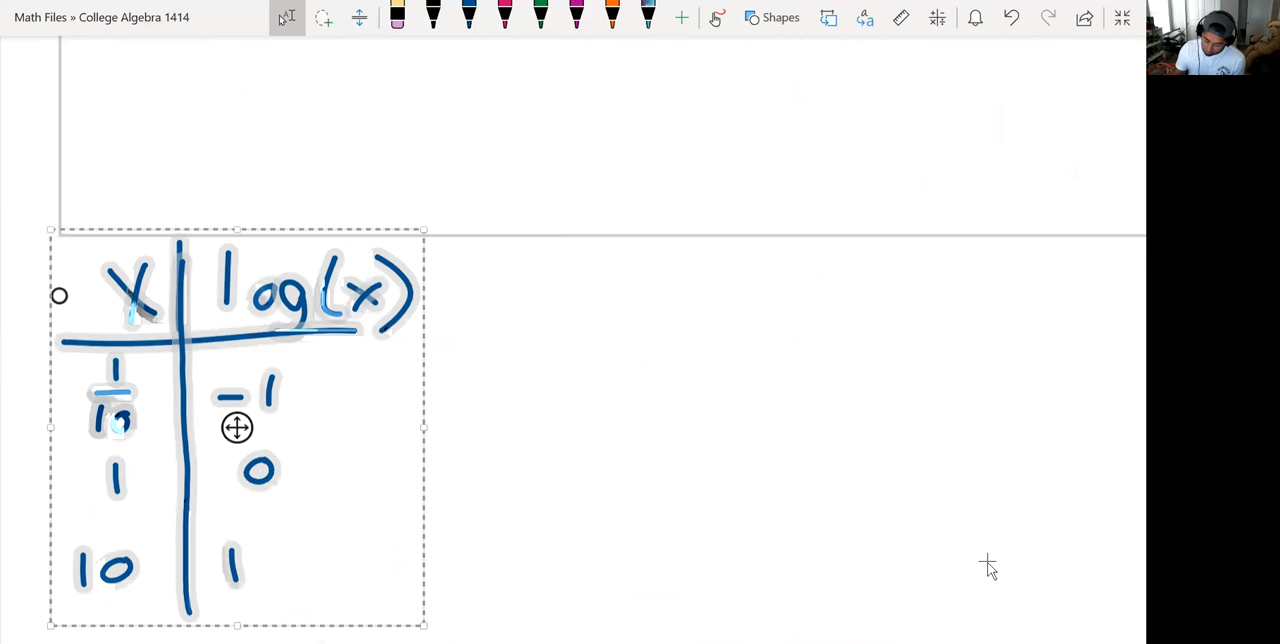 Math Files » College Algebra 1414
Shapes
x log(x)
1/10 -1
1 0
10 1